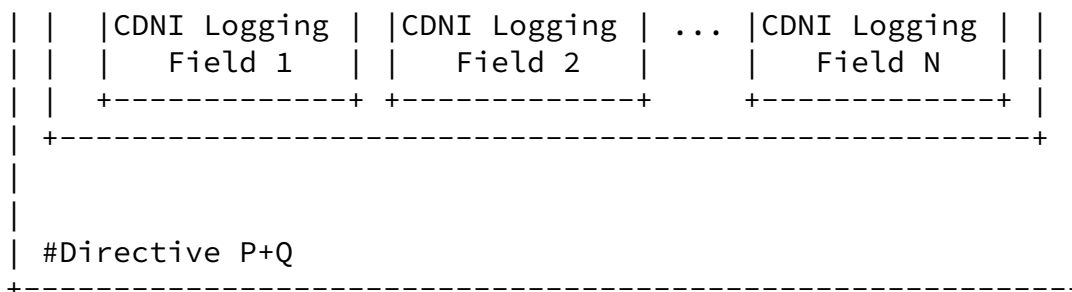 | | |CDNI Logging | |CDNI Logging | ... |CDNI Logging | |
| | | Field 1 | | Field 2 | | Field N | |
| | +-------------+ +-------------+ +-------------+ |
| +------------------------------------------------------+
|
|
| #Directive P+Q
+----------------------------------------------------------